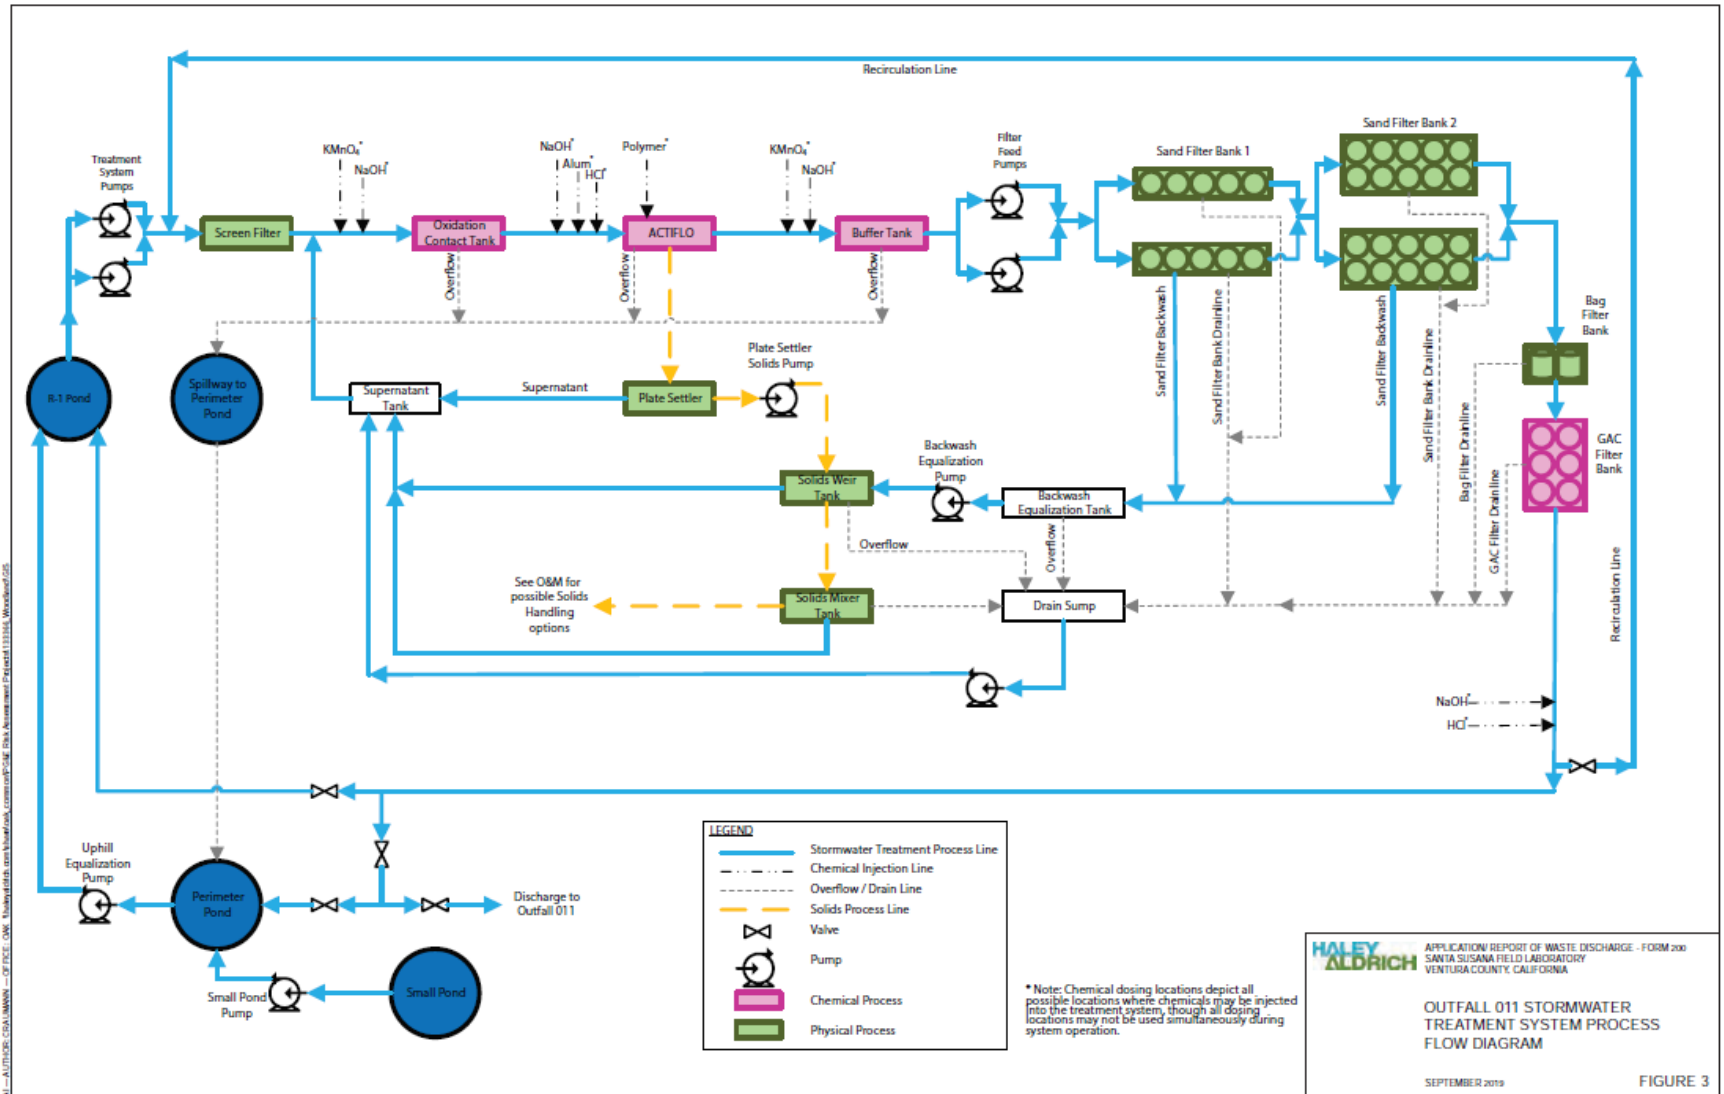 Recirculation Line
Sand Filter Bank 2
Filter
Feed
Pumps
Sand Filter Bank 1
Treatment
System
Pumps
KMnO₄*
NaOH*
NaOH*
Alum*
HCl*
Polymer*
KMnO₄*
NaOH*
Screen Filter
Oxidation
Contact Tank
ACTIFLO
Buffer Tank
Overflow
Overflow
Overflow
Bag
Filter
Bank
R-1 Pond
Spillway to
Perimeter
Pond
Supernatant
Tank
Supernatant
Plate Settler
Plate Settler
Solids Pump
Sand Filter Backwash
Sand Filter Bank Drainline
Sand Filter Backwash
Sand Filter Bank Drainline
Bag Filter Drainline
GAC Filter Drainline
GAC
Filter
Bank
Backwash
Equalization
Pump
Solids Weir
Tank
Backwash
Equalization Tank
Overflow
Overflow
See O&M for
possible Solids
Handling
options
Solids Mixer
Tank
Drain Sump
Recirculation Line
NaOH*
HCl*
Uphill
Equalization
Pump
Perimeter
Pond
Discharge to
Outfall 011
Small Pond
Pump
Small Pond
LEGEND
Stormwater Treatment Process Line
Chemical Injection Line
Overflow / Drain Line
Solids Process Line
Valve
Pump
Chemical Process
Physical Process
* Note: Chemical dosing locations depict all
possible locations where chemicals may be injected
into the treatment system, though all dosing
locations may not be used simultaneously during
system operation.
HALEY
ALDRICH
APPLICATION/ REPORT OF WASTE DISCHARGE - FORM 200
SANTA SUSANA FIELD LABORATORY
VENTURA COUNTY, CALIFORNIA
OUTFALL 011 STORMWATER
TREATMENT SYSTEM PROCESS
FLOW DIAGRAM
SEPTEMBER 2019
FIGURE 3